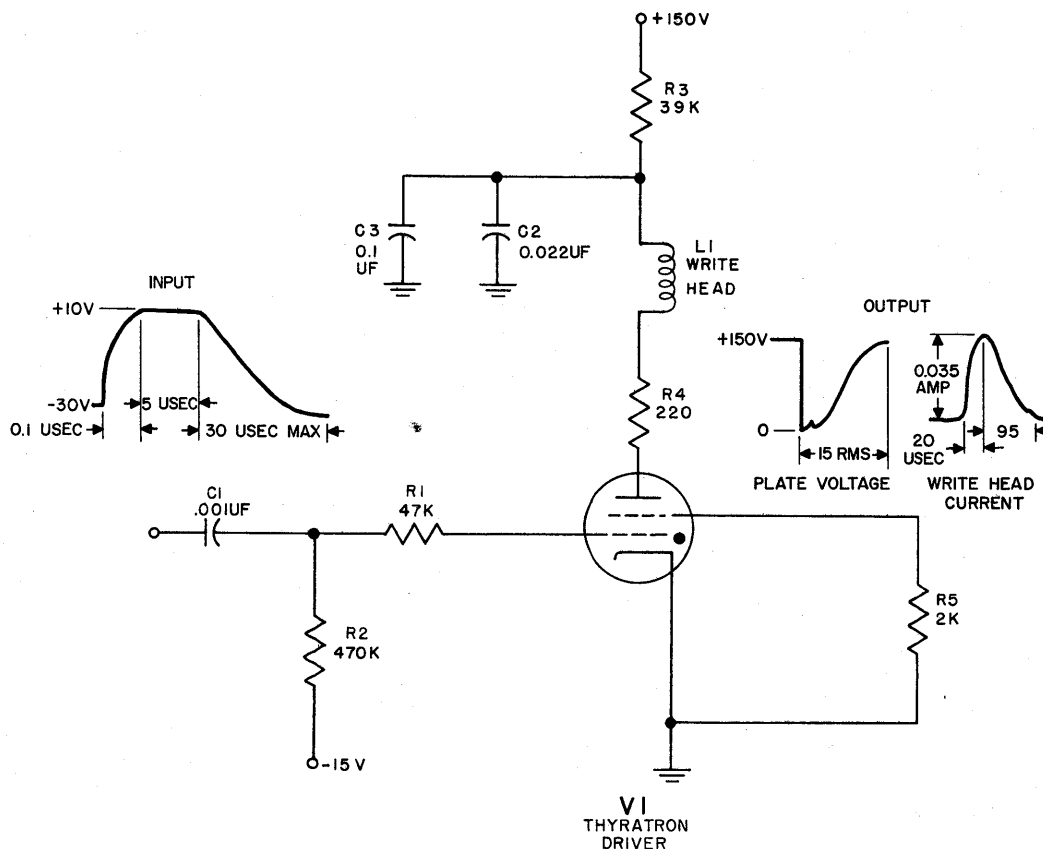 +150V
R3
39K
C3
0.1
UF
C2
0.022UF
L1
WRITE
HEAD
INPUT
+10V
-30V
5 USEC
0.1 USEC
30 USEC MAX
R4
220
OUTPUT
+150V
0
15 RMS
PLATE VOLTAGE
0.035
AMP
20
USEC
95
WRITE HEAD
CURRENT
C1
.001UF
R1
47K
R2
470K
-15V
R5
2K
V1
THYRATRON
DRIVER